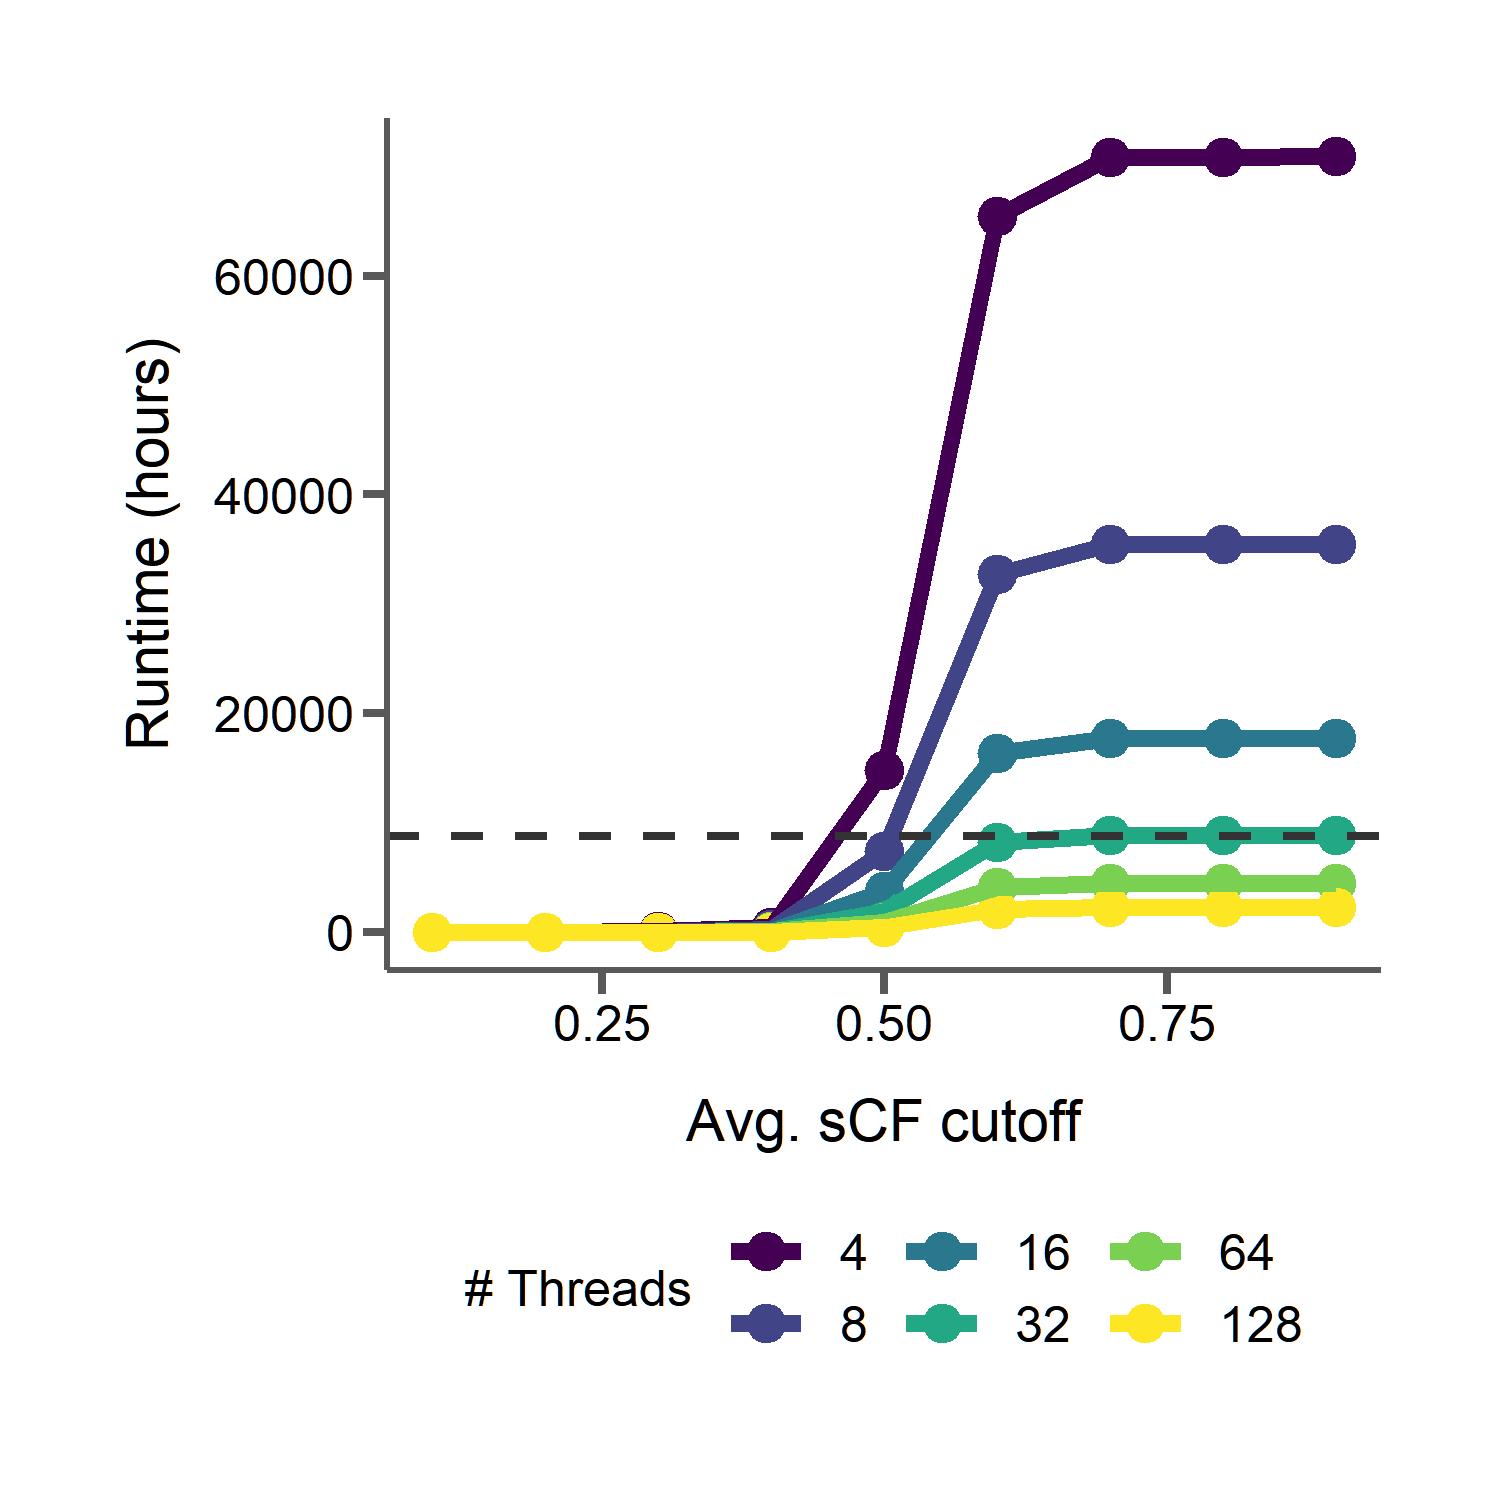 60000
40000
20000
0
Runtime (hours)
0.25 0.50 0.75
Avg. sCF cutoff
# Threads
4 16 64
8 32 128